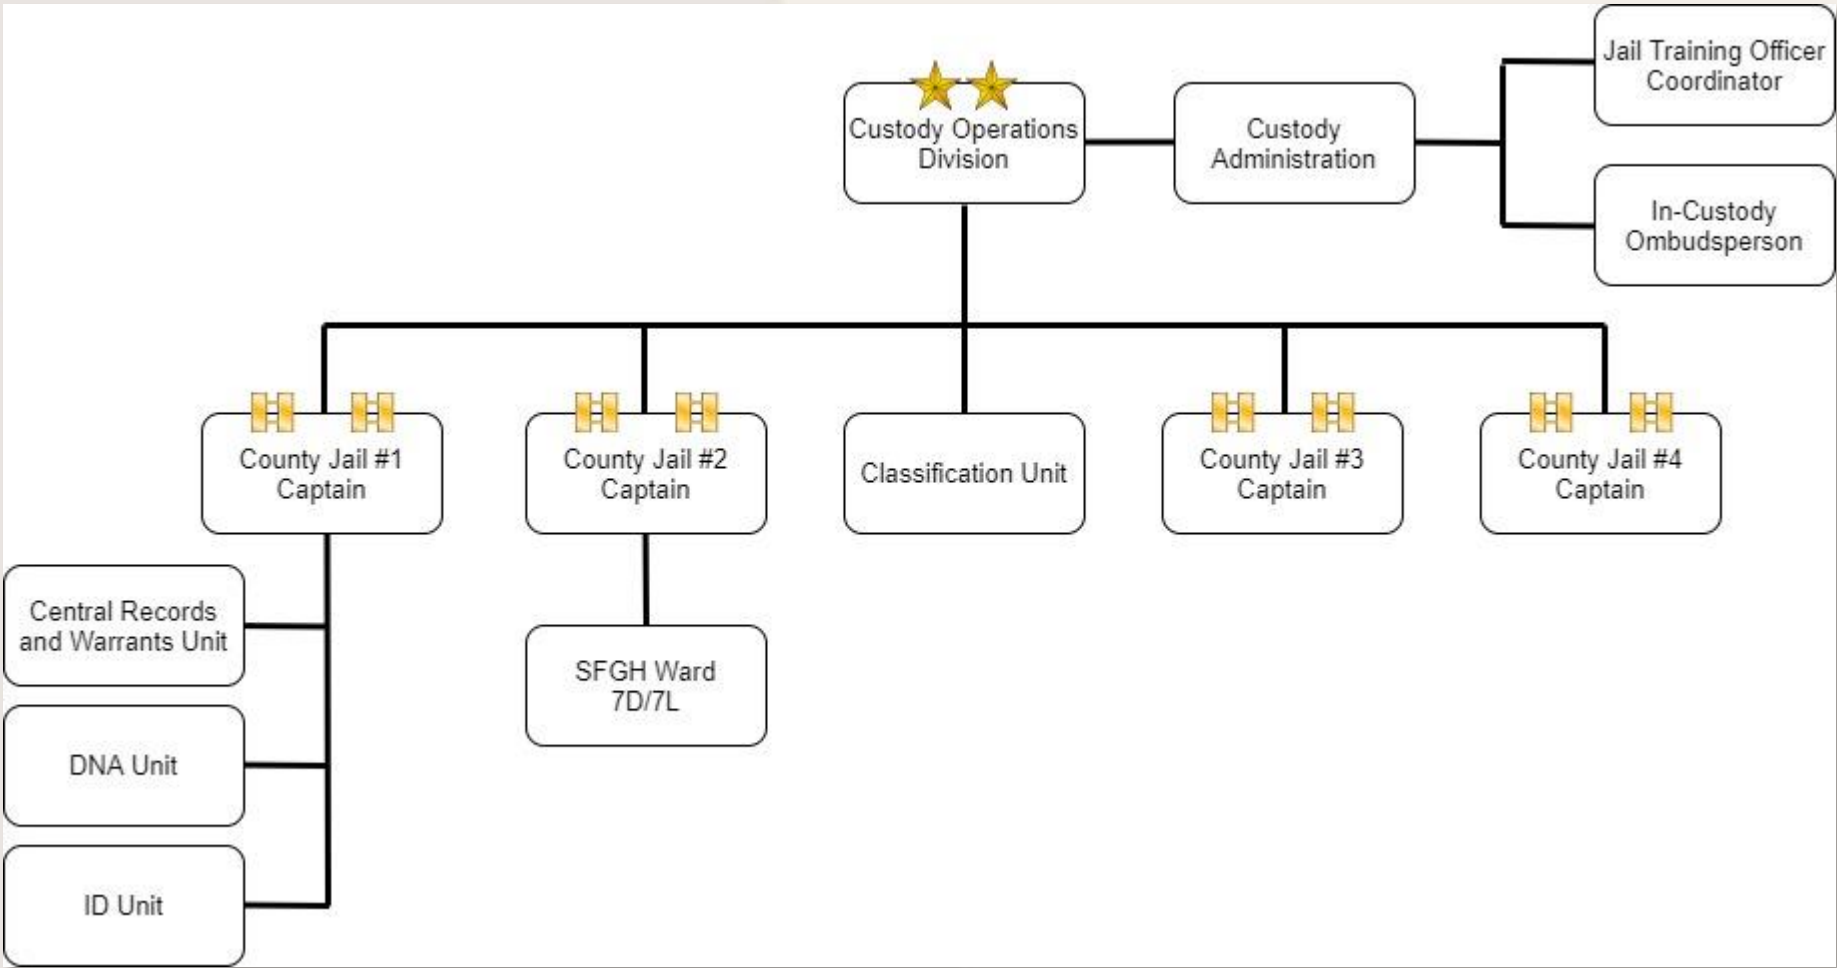 Jail Training Officer
Coordinator
Custody Operations
Division
Custody
Administration
In-Custody
Ombudsperson
County Jail #1
Captain
County Jail #2
Captain
Classification Unit
County Jail #3
Captain
County Jail #4
Captain
Central Records
and Warrants Unit
SFGH Ward
7D/7L
DNA Unit
ID Unit